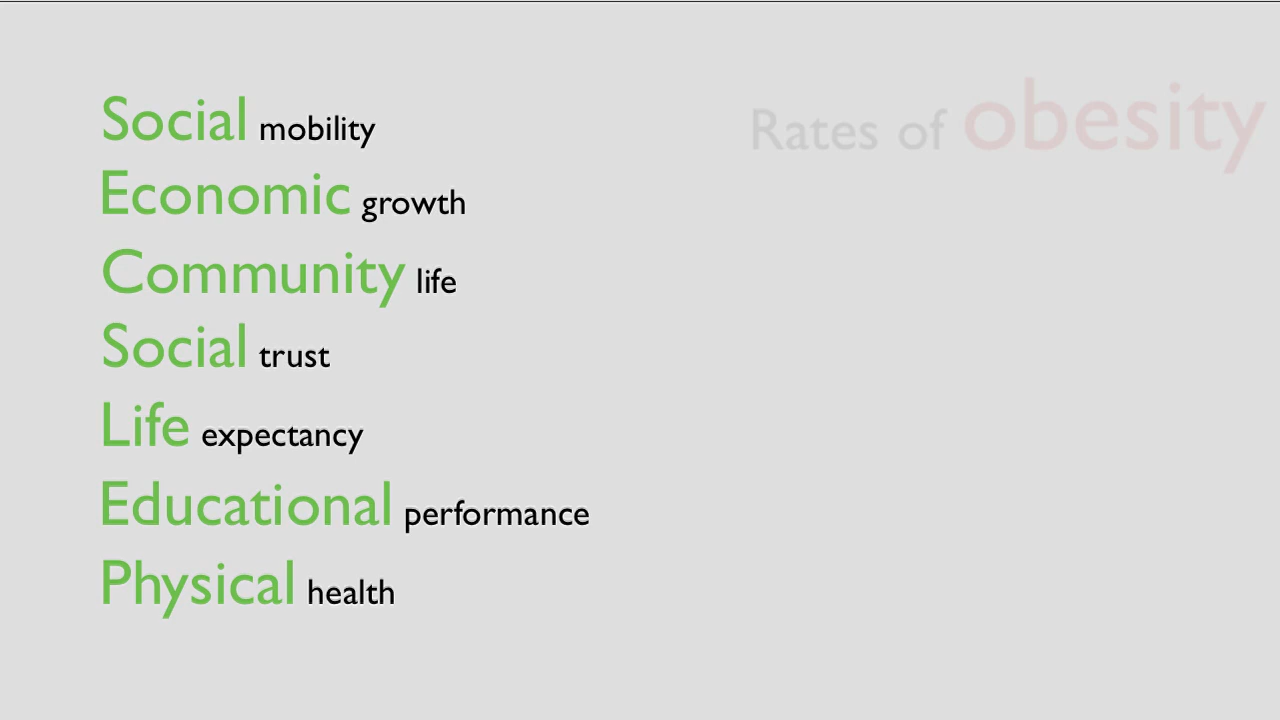 Social mobility
Rates of obesity
Economic growth
Community life
Social trust
Life expectancy
Educational performance
Physical health